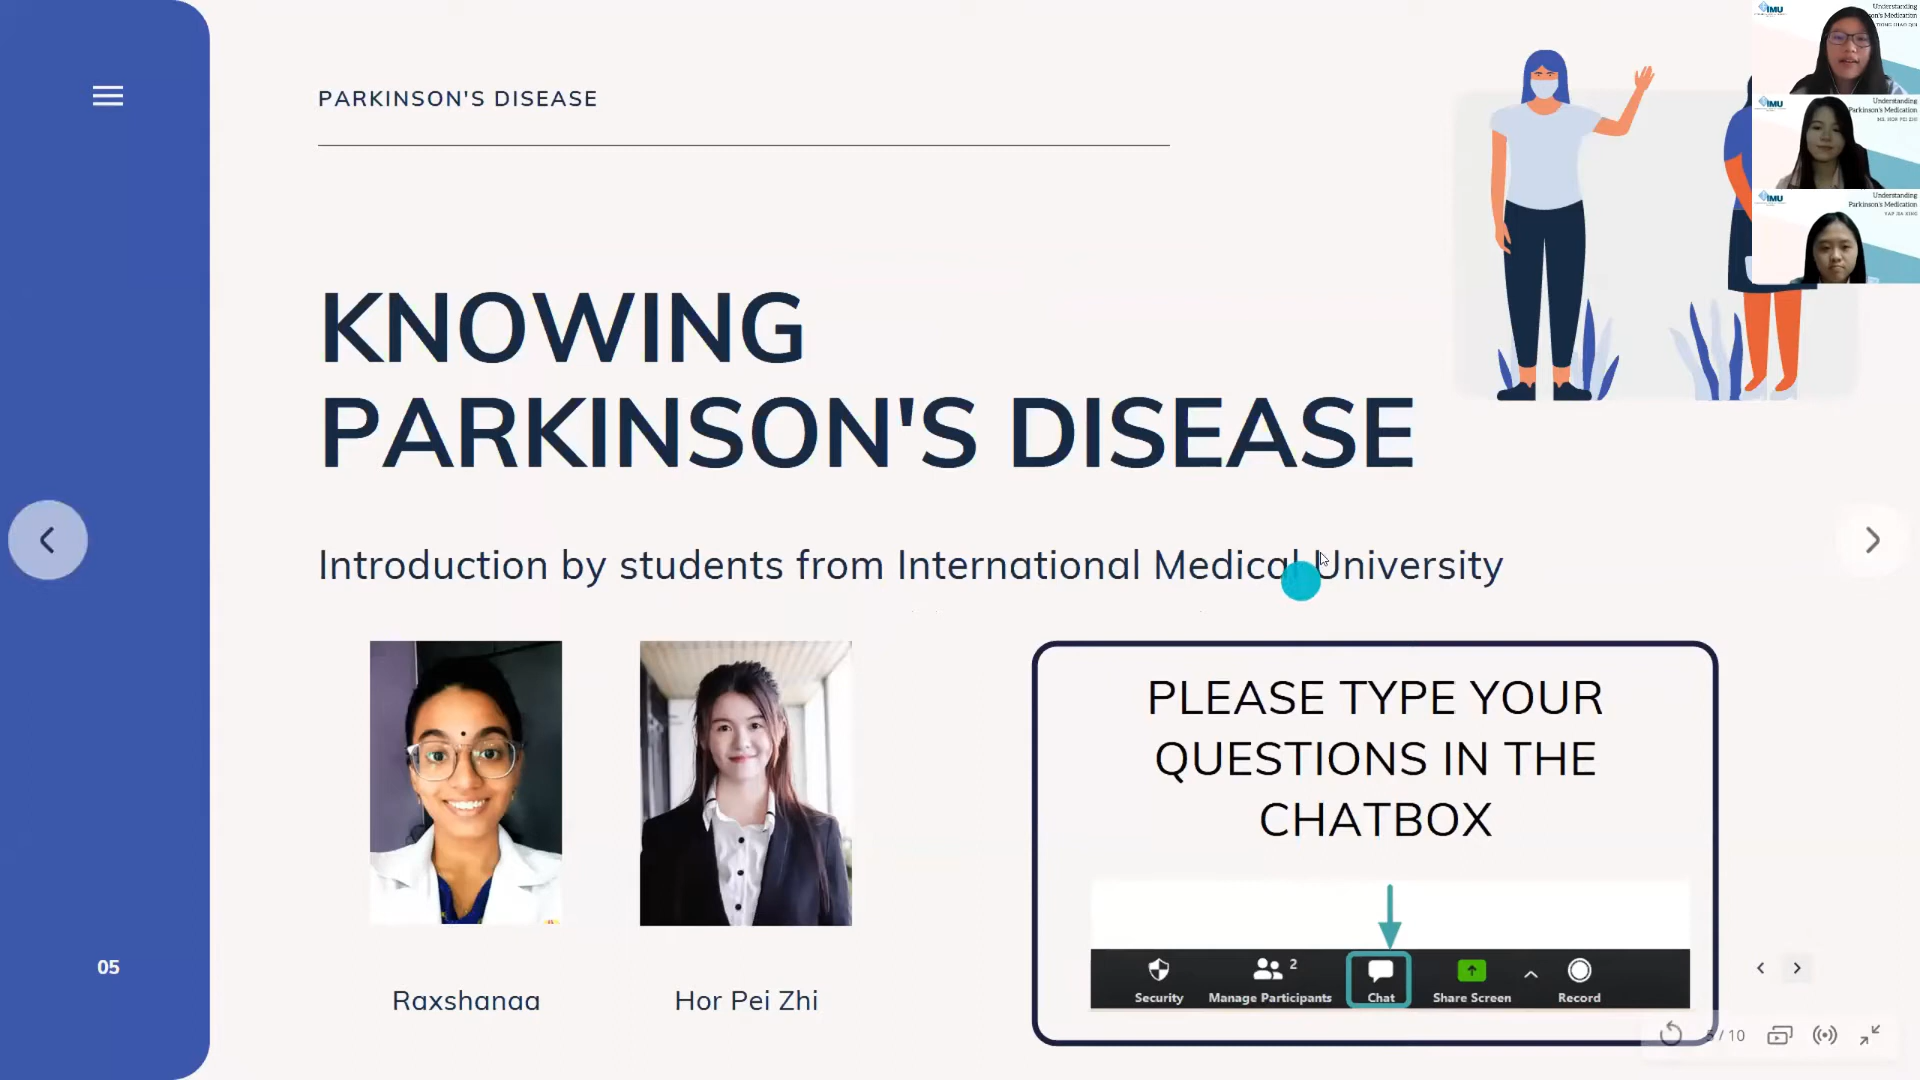 PARKINSON'S DISEASE
KNOWING
PARKINSON'S DISEASE
Introduction by students from International Medical University
Raxshanaa
Hor Pei Zhi
PLEASE TYPE YOUR
QUESTIONS IN THE
CHATBOX
2
Security
Manage Participants
Chat
Share Screen
Record
05
5 / 10
IMU
Understanding
IMU
Understanding
Parkinson's Medication
IMU
Understanding
Parkinson's Medication